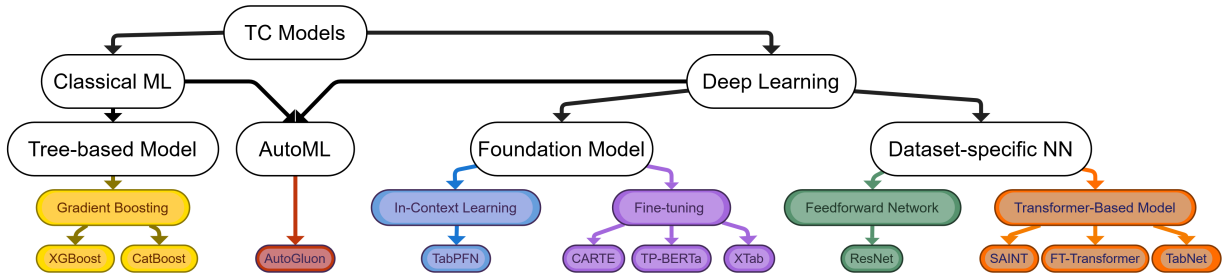 TC Models
Classical ML
Deep Learning
Tree-based Model
AutoML
Foundation Model
Dataset-specific NN
Gradient Boosting
In-Context Learning
Fine-tuning
Feedforward Network
Transformer-Based Model
XGBoost
CatBoost
AutoGluon
TabPFN
CARTE
TP-BERTa
XTab
ResNet
SAINT
FT-Transformer
TabNet